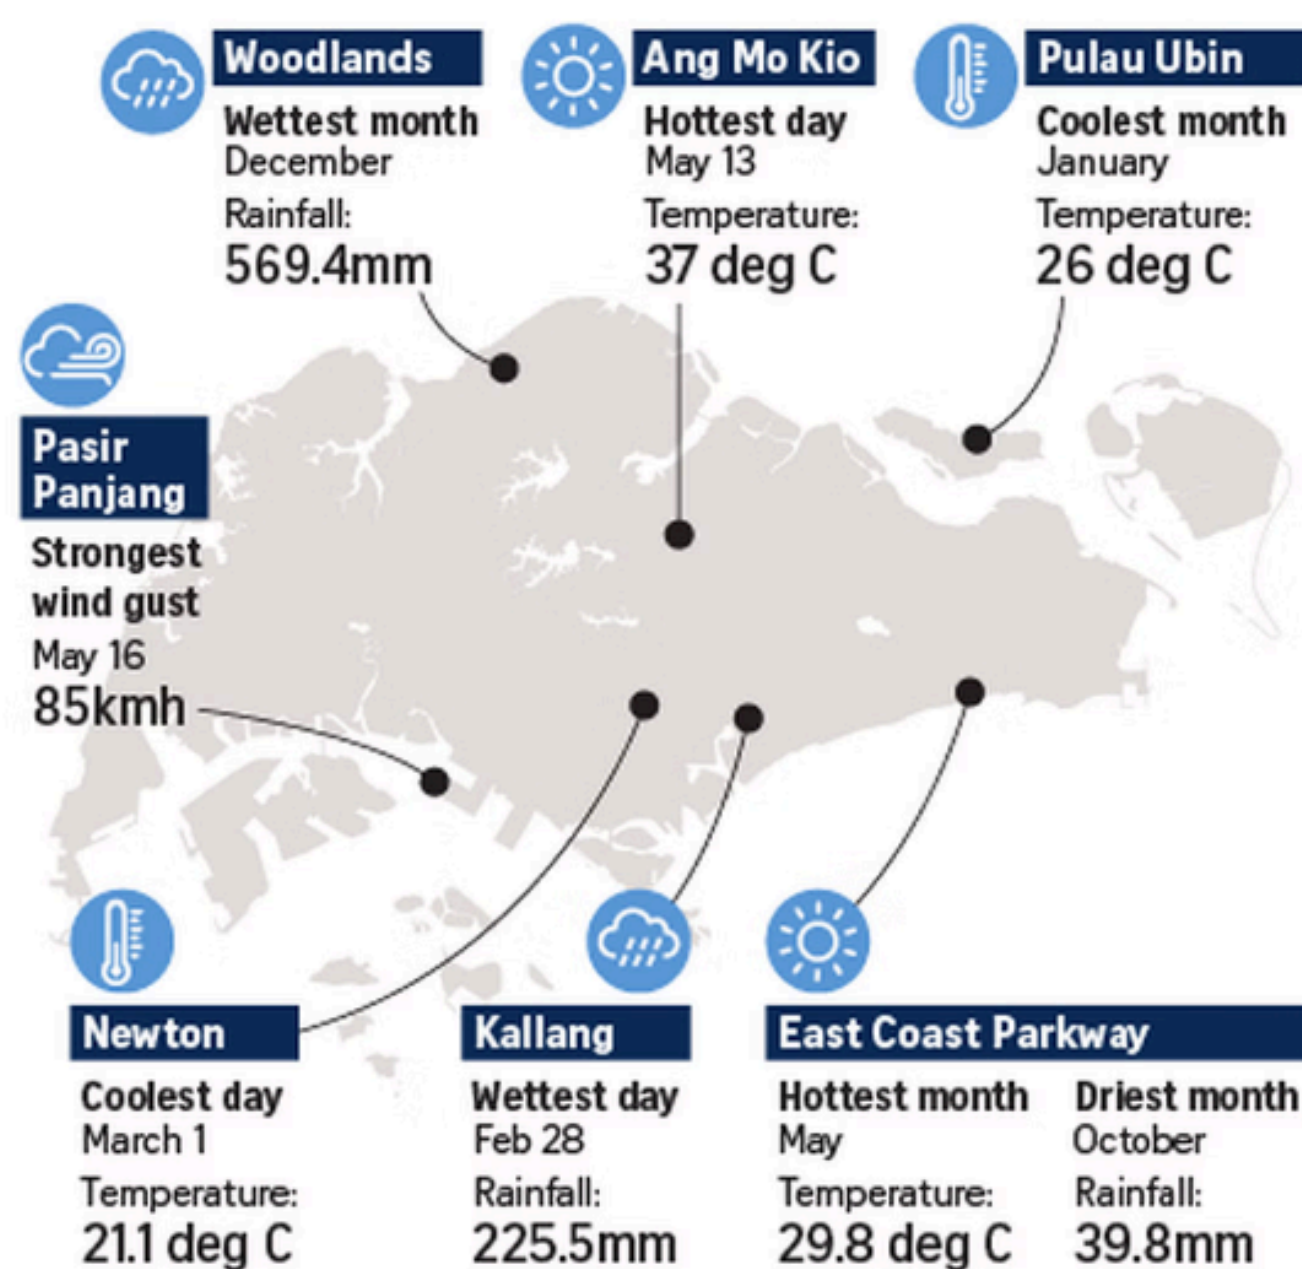 Woodlands
Wettest month
December
Rainfall:
569.4mm
Ang Mo Kio
Hottest day
May 13
Temperature:
37 deg C
Pulau Ubin
Coolest month
January
Temperature:
26 deg C
Pasir
Panjang
Strongest
wind gust
May 16
85kmh
Newton
Coolest day
March 1
Temperature:
21.1 deg C
Kallang
Wettest day
Feb 28
Rainfall:
225.5mm
East Coast Parkway
Hottest month
May
Temperature:
29.8 deg C
Driest month
October
Rainfall:
39.8mm